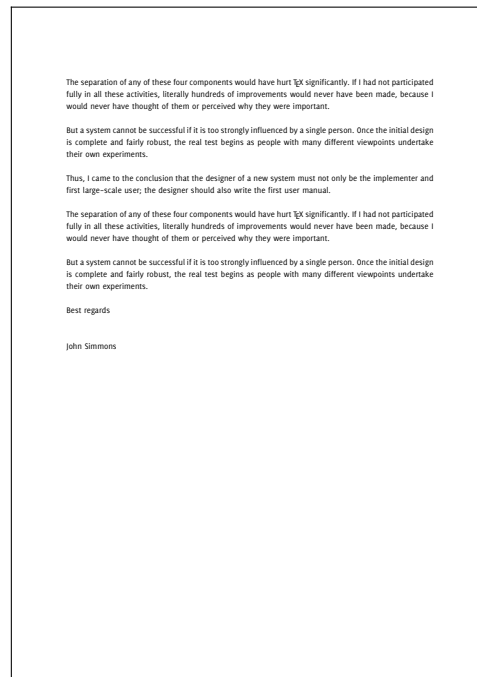 The separation of any of these four components would have hurt TEX significantly. If I had not participated
fully in all these activities, literally hundreds of improvements would never have been made, because I
would never have thought of them or perceived why they were important.
But a system cannot be successful if it is too strongly influenced by a single person. Once the initial design
is complete and fairly robust, the real test begins as people with many different viewpoints undertake
their own experiments.
Thus, I came to the conclusion that the designer of a new system must not only be the implementer and
first large-scale user; the designer should also write the first user manual.
The separation of any of these four components would have hurt TEX significantly. If I had not participated
fully in all these activities, literally hundreds of improvements would never have been made, because I
would never have thought of them or perceived why they were important.
But a system cannot be successful if it is too strongly influenced by a single person. Once the initial design
is complete and fairly robust, the real test begins as people with many different viewpoints undertake
their own experiments.
Best regards
John Simmons